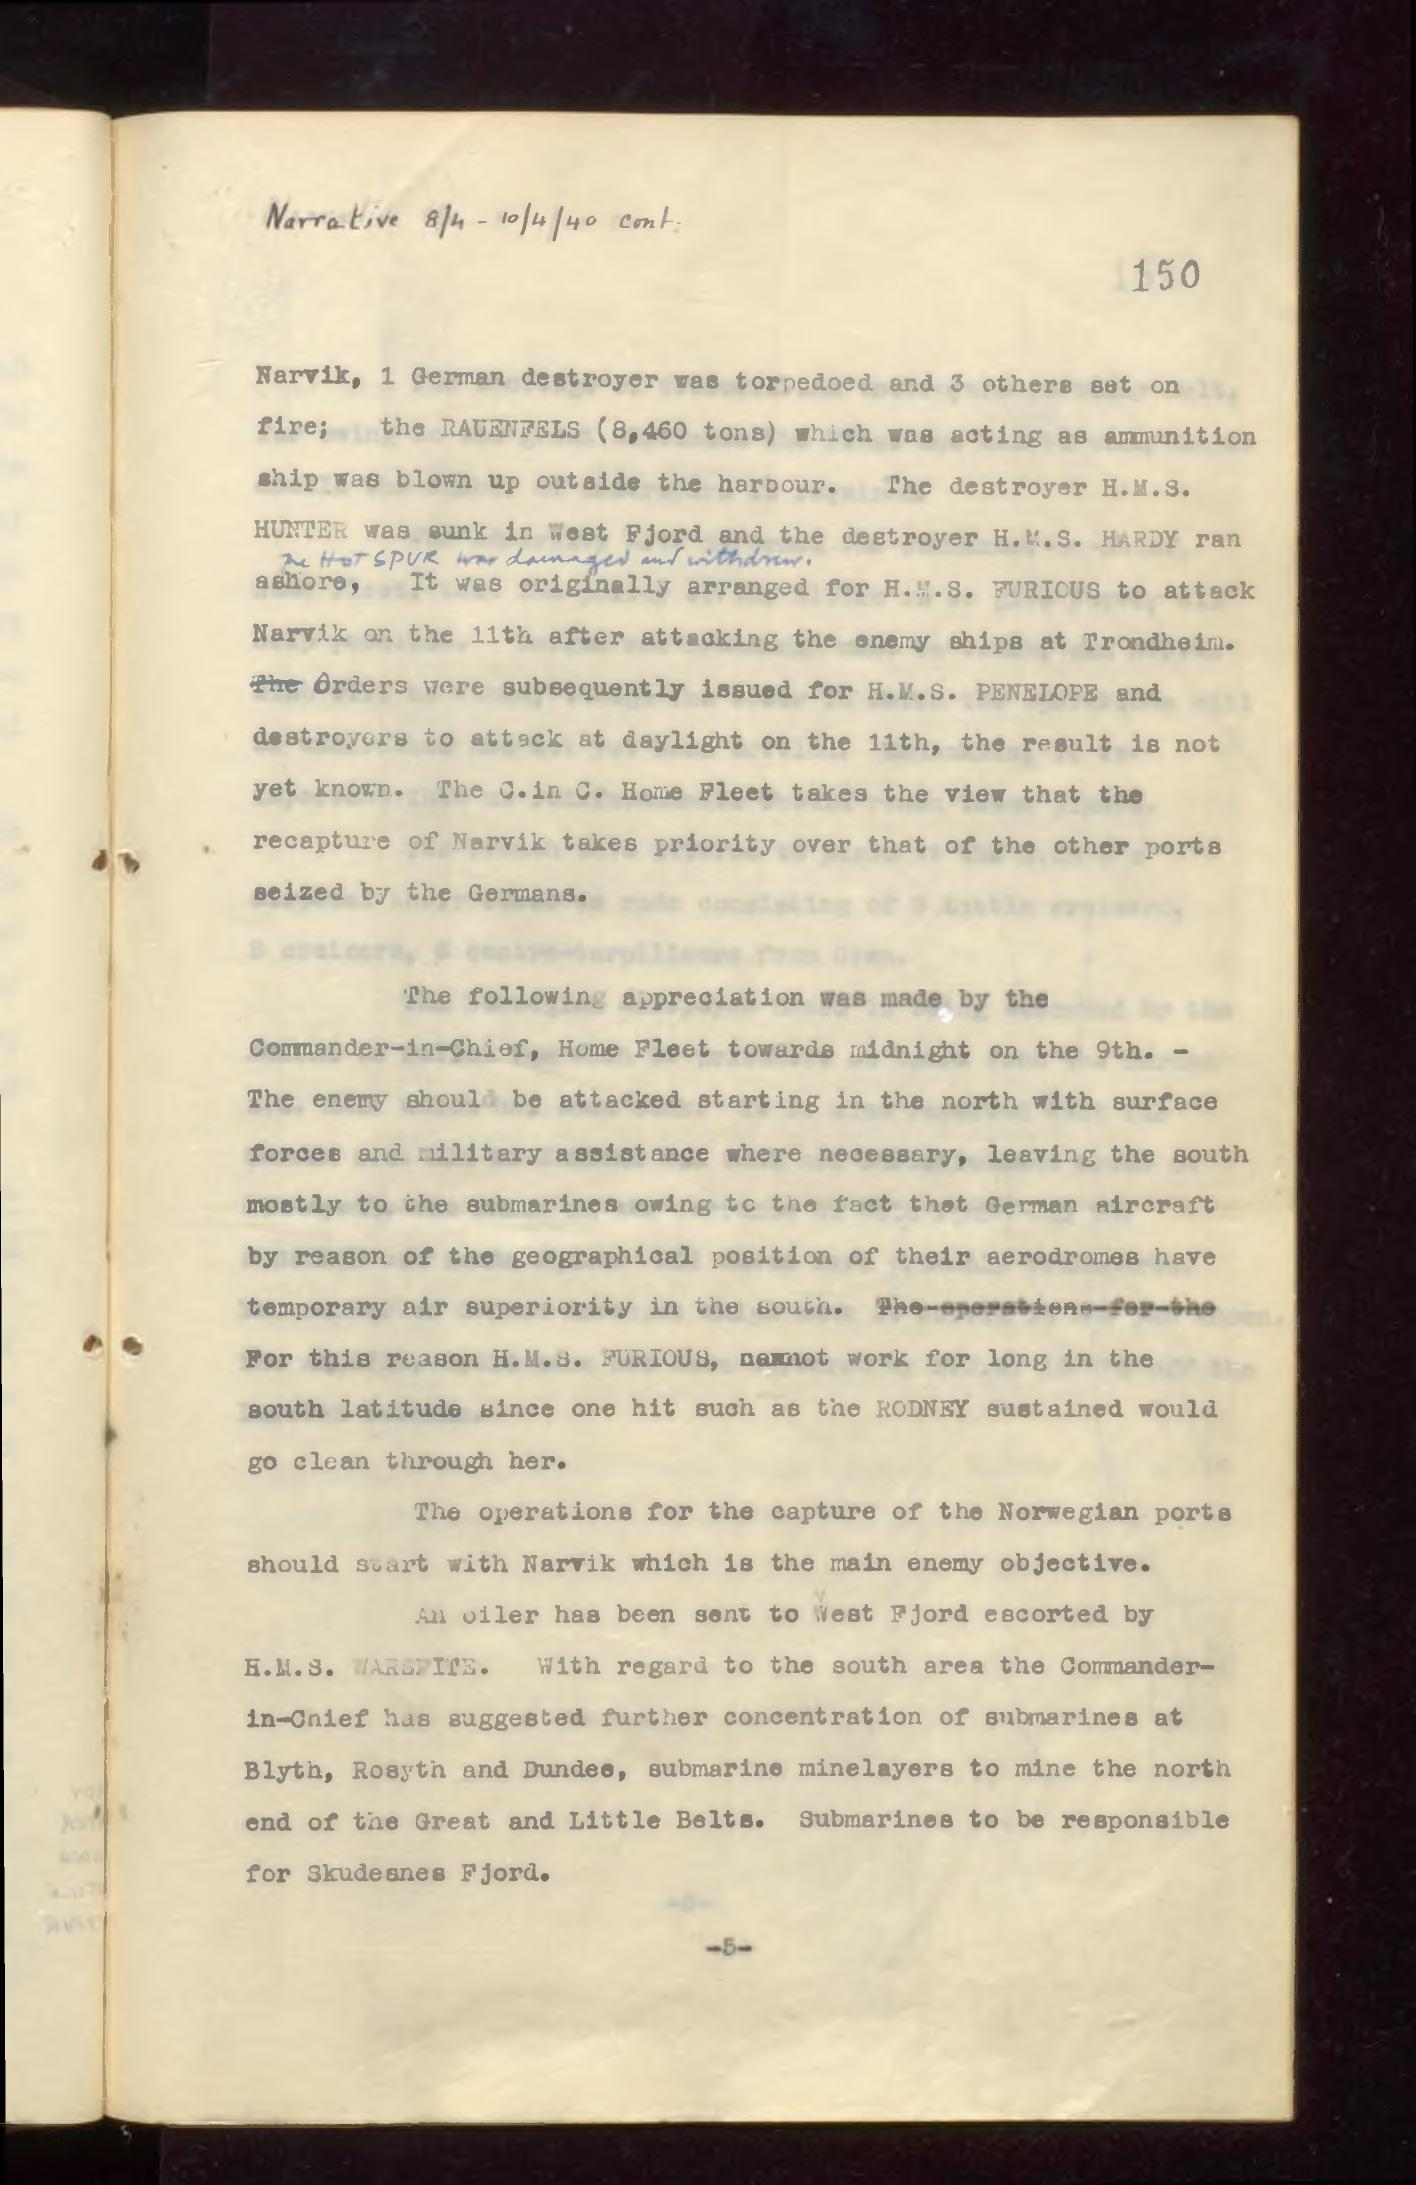 Narrative 8/4 - 10/4/40 cont.
150
Narvik, 1 German destroyer was torpedoed and 3 others set on
fire; the RAUENFELS (8,460 tons) which was acting as ammunition
ship was blown up outside the harbour. The destroyer H.M.S.
HUNTER was sunk in West Fjord and the destroyer H.M.S. HARDY ran
The HOTSPUR was damaged and withdrew.
ashore, It was originally arranged for H.M.S. FURIOUS to attack
Narvik on the 11th after attacking the enemy ships at Trondheim.
The Orders were subsequently issued for H.M.S. PENELOPE and
destroyers to attack at daylight on the 11th, the result is not
yet known. The C.in C. Home Fleet takes the view that the
recapture of Narvik takes priority over that of the other ports
seized by the Germans.
The following appreciation was made by the
Commander-in-Chief, Home Fleet towards midnight on the 9th. -
The enemy should be attacked starting in the north with surface
forces and military assistance where necessary, leaving the south
mostly to the submarines owing to the fact that German aircraft
by reason of the geographical position of their aerodromes have
temporary air superiority in the south. The operations for the
For this reason H.M.S. FURIOUS, cannot work for long in the
south latitude since one hit such as the RODNEY sustained would
go clean through her.
The operations for the capture of the Norwegian ports
should start with Narvik which is the main enemy objective.
An oiler has been sent to West Fjord escorted by
H.M.S. WARSPITE. With regard to the south area the Commander-
in-Chief has suggested further concentration of submarines at
Blyth, Rosyth and Dundee, submarine minelayers to mine the north
end of the Great and Little Belts. Submarines to be responsible
for Skudesnes Fjord.
-5-